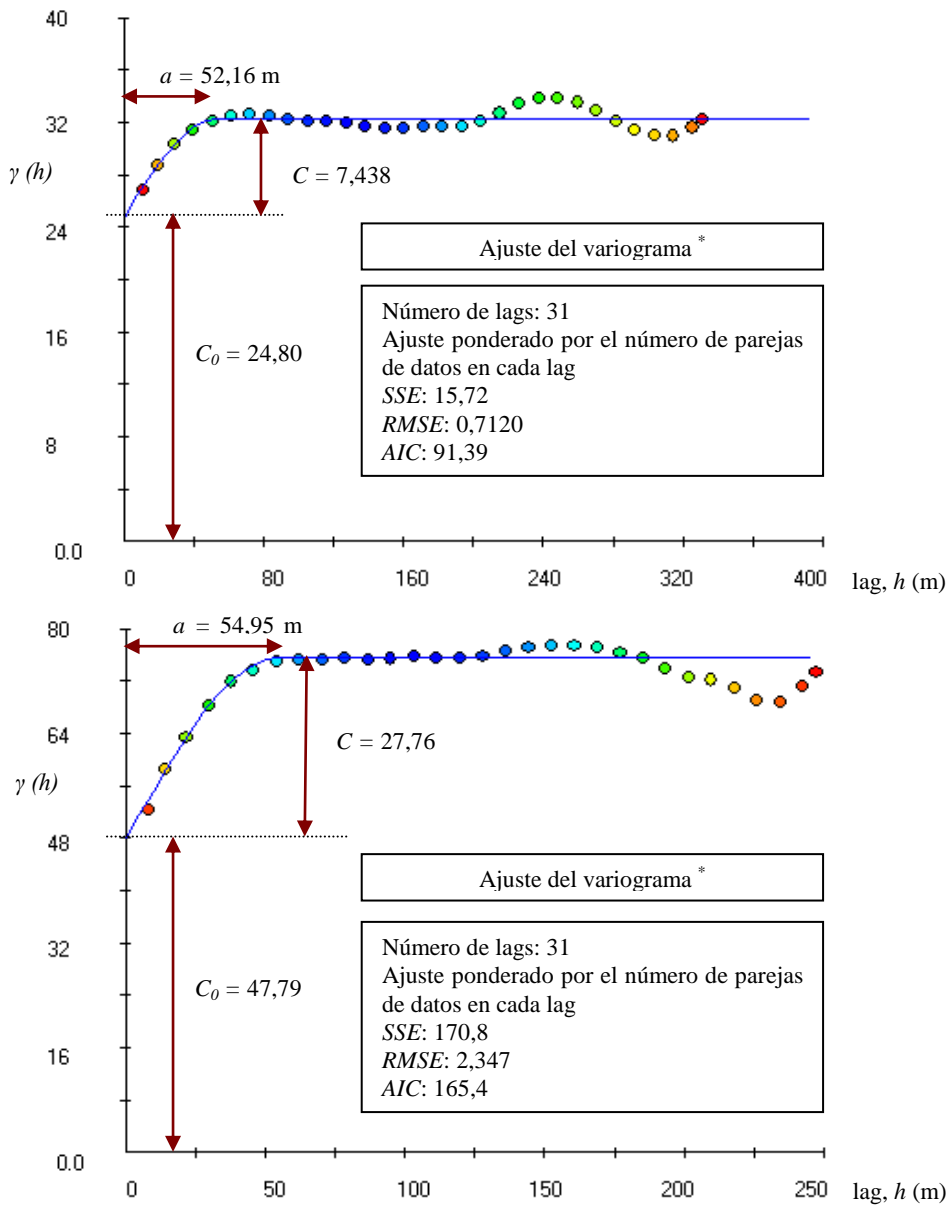 40
a = 52,16 m
32
γ (h)
C = 7,438
24
Ajuste del variograma *
Número de lags: 31
Ajuste ponderado por el número de parejas
de datos en cada lag
SSE: 15,72
RMSE: 0,7120
AIC: 91,39
16
C0 = 24,80
8
0.0
0 80 160 240 320 400 lag, h (m)
80
a = 54,95 m
64
C = 27,76
γ (h)
48
Ajuste del variograma *
Número de lags: 31
Ajuste ponderado por el número de parejas
de datos en cada lag
SSE: 170,8
RMSE: 2,347
AIC: 165,4
32
C0 = 47,79
16
0.0
0 50 100 150 200 250 lag, h (m)